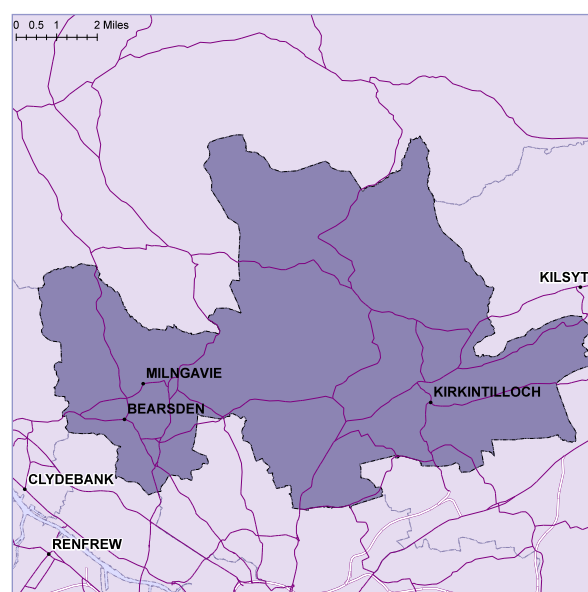 0 0.5 1 2 Miles
KILSYT
MILNGAVIE
KIRKINTILLOCH
BEARSDEN
CLYDEBANK
RENFREW